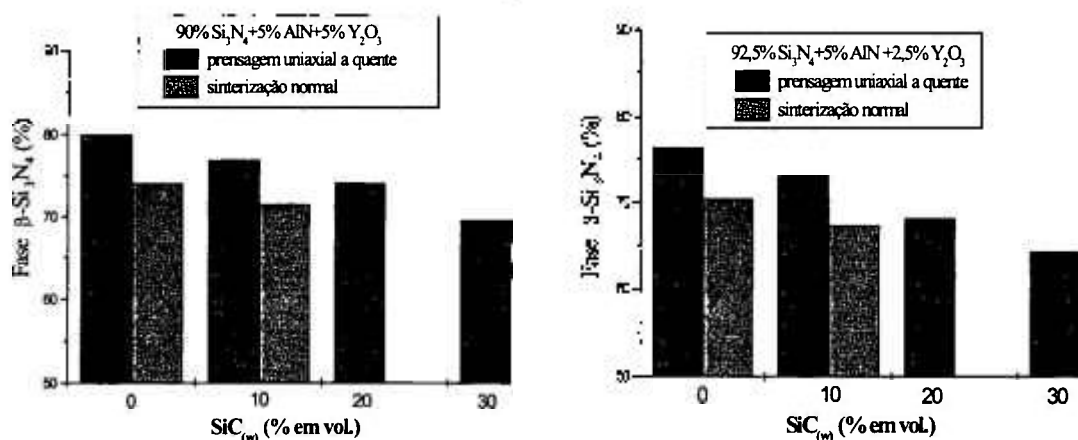 90% Si₃N₄+5% AlN+5% Y₂O₃
prensagem uniaxial a quente
sinterização normal
Fase β-Si₃N₄ (%)
80
70
60
50
0
10
20
30
SiC₍w₎ (% em vol.)
92,5% Si₃N₄+5% AlN +2,5% Y₂O₃
prensagem uniaxial a quente
sinterização normal
Fase
(%)
0
10
20
30
SiC₍w₎ (% em vol.)